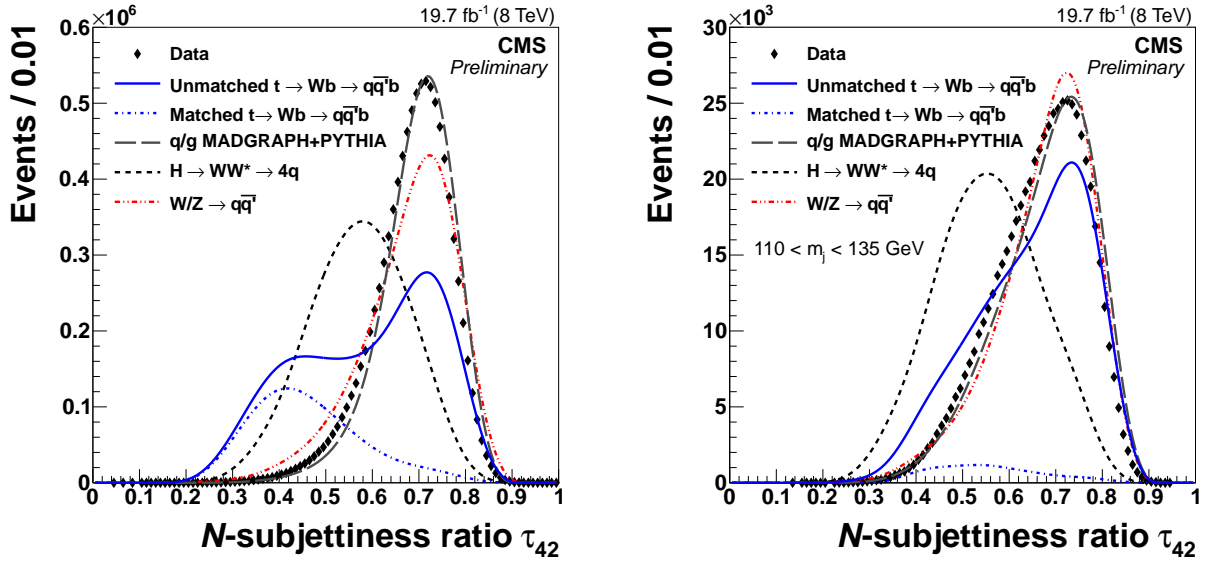 ×10⁶
19.7 fb⁻¹ (8 TeV)
0.6
0.5
0.4
0.3
0.2
0.1
0
Events / 0.01
CMS
Preliminary
Data
Unmatched t → Wb → qq̅'b
Matched t → Wb → qq̅'b
q/g MADGRAPH+PYTHIA
H → WW* → 4q
W/Z → qq̅'
0 0.1 0.2 0.3 0.4 0.5 0.6 0.7 0.8 0.9 1
N-subjettiness ratio τ₄₂
×10³
19.7 fb⁻¹ (8 TeV)
30
25
20
15
10
5
0
Events / 0.01
CMS
Preliminary
Data
Unmatched t → Wb → qq̅'b
Matched t → Wb → qq̅'b
q/g MADGRAPH+PYTHIA
H → WW* → 4q
W/Z → qq̅'
110 < mⱼ < 135 GeV
0 0.1 0.2 0.3 0.4 0.5 0.6 0.7 0.8 0.9 1
N-subjettiness ratio τ₄₂